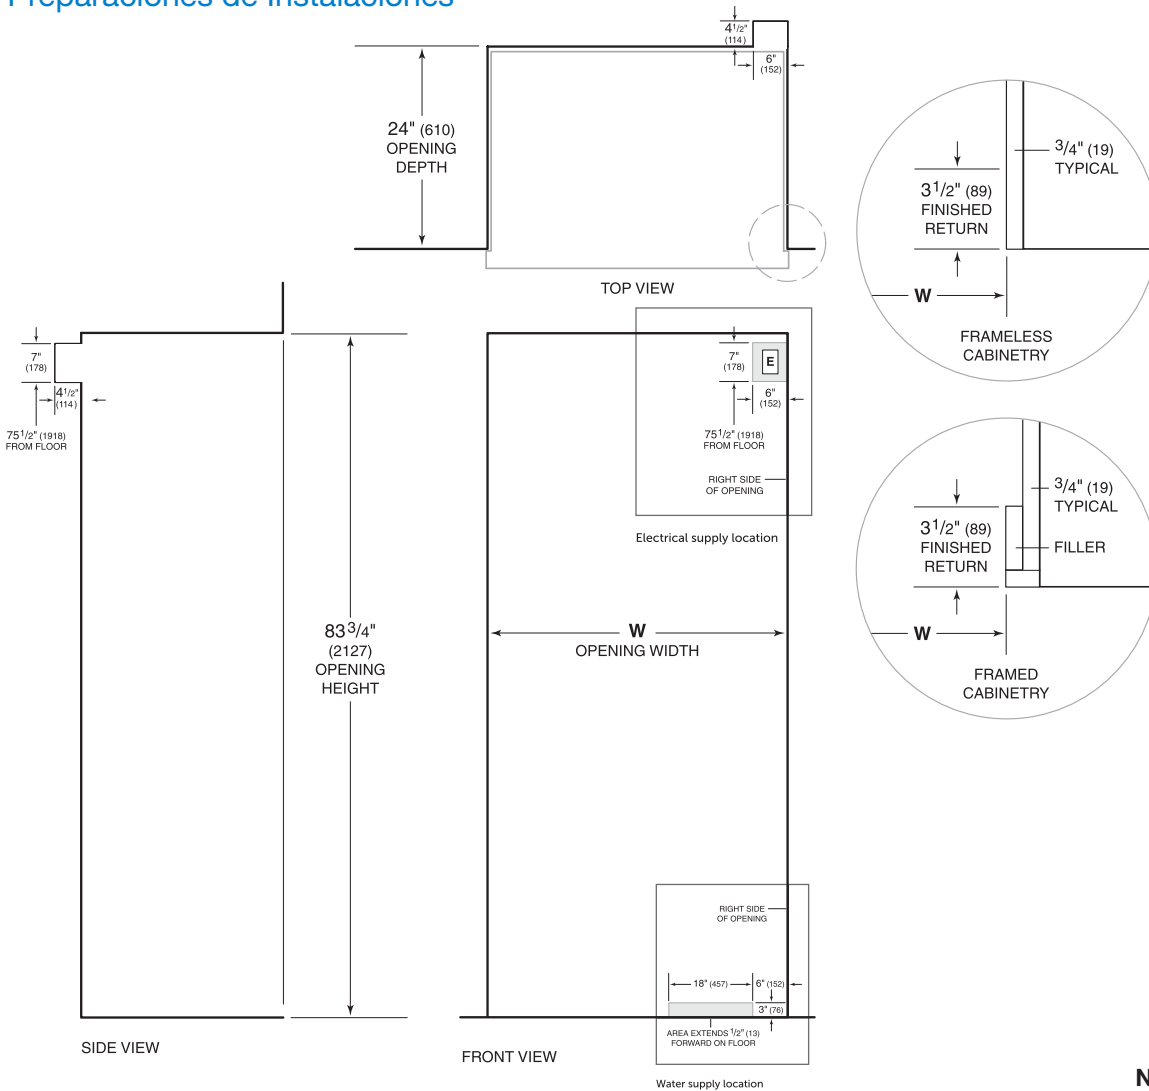 Preparaciones de Instalaciones
4 1/2"
(114)
6"
(152)
24" (610)
OPENING
DEPTH
TOP VIEW
3/4" (19)
TYPICAL
3 1/2" (89)
FINISHED
RETURN
W
FRAMELESS
CABINETRY
7"
(178)
4 1/2"
(114)
75 1/2" (1918)
FROM FLOOR
7"
(178)
E
6"
(152)
75 1/2" (1918)
FROM FLOOR
RIGHT SIDE
OF OPENING
Electrical supply location
3/4" (19)
TYPICAL
3 1/2" (89)
FINISHED
RETURN
FILLER
W
FRAMED
CABINETRY
83 3/4"
(2127)
OPENING
HEIGHT
W
OPENING WIDTH
RIGHT SIDE
OF OPENING
18" (457)
6" (152)
3" (76)
AREA EXTENDS 1/2" (13)
FORWARD ON FLOOR
SIDE VIEW
FRONT VIEW
Water supply location
N